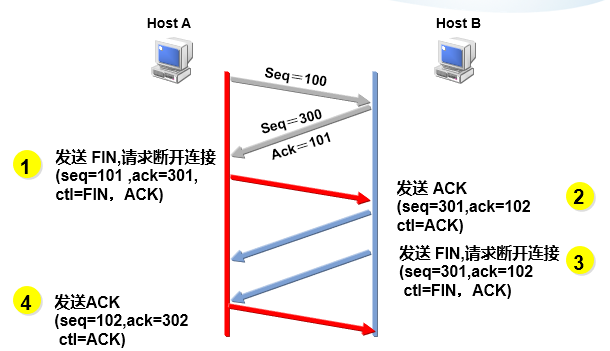 Host A
Host B
Seq＝100
Seq＝300
Ack＝101
1
发送 FIN,请求断开连接
(seq=101 ,ack=301,
ctl=FIN，ACK)
发送 ACK
(seq=301,ack=102
ctl=ACK)
2
发送 FIN,请求断开连接
(seq=301,ack=102
ctl=FIN，ACK)
3
4
发送ACK
(seq=102,ack=302
ctl=ACK)